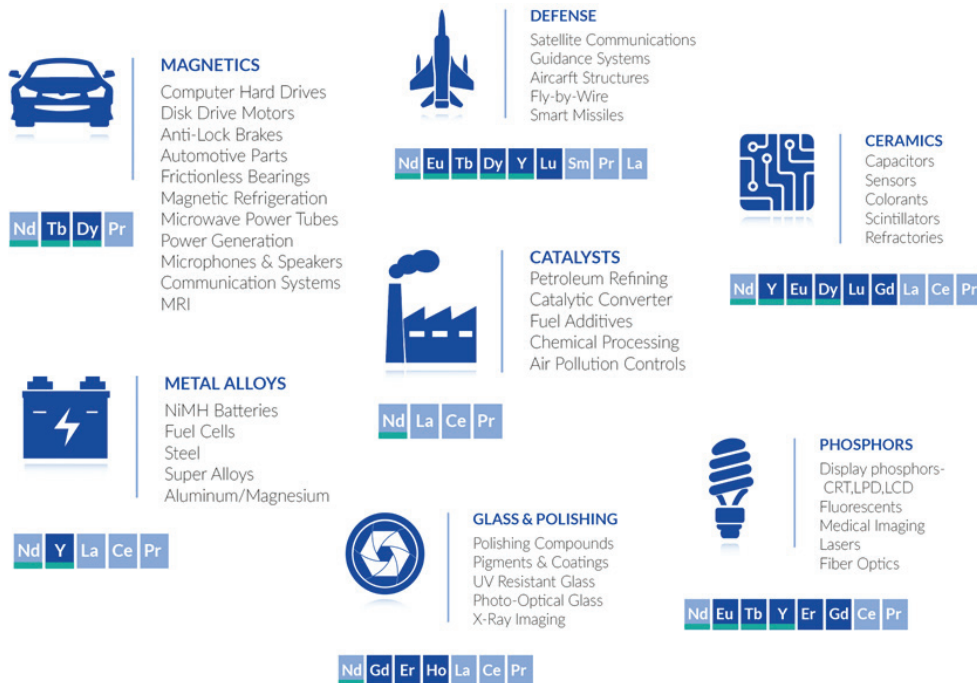 MAGNETICS
Computer Hard Drives
Disk Drive Motors
Anti-Lock Brakes
Automotive Parts
Frictionless Bearings
Magnetic Refrigeration
Microwave Power Tubes
Power Generation
Microphones & Speakers
Communication Systems
MRI
Nd Tb Dy Pr
DEFENSE
Satellite Communications
Guidance Systems
Aircarft Structures
Fly-by-Wire
Smart Missiles
Nd Eu Tb Dy Y Lu Sm Pr La
CERAMICS
Capacitors
Sensors
Colorants
Scintillators
Refractories
Nd Y Eu Dy Lu Gd La Ce Pr
CATALYSTS
Petroleum Refining
Catalytic Converter
Fuel Additives
Chemical Processing
Air Pollution Controls
Nd La Ce Pr
METAL ALLOYS
NiMH Batteries
Fuel Cells
Steel
Super Alloys
Aluminum/Magnesium
Nd Y La Ce Pr
GLASS & POLISHING
Polishing Compounds
Pigments & Coatings
UV Resistant Glass
Photo-Optical Glass
X-Ray Imaging
Nd Gd Er Ho La Ce Pr
PHOSPHORS
Display phosphors-
CRT,LPD,LCD
Fluorescents
Medical Imaging
Lasers
Fiber Optics
Nd Eu Tb Y Er Gd Ce Pr